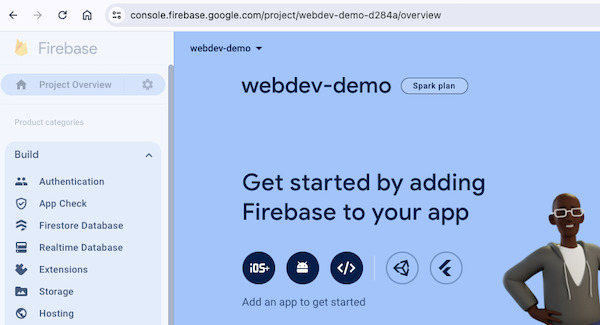 console.firebase.google.com/project/webdev-demo-d284a/overview
Firebase
webdev-demo
Project Overview
webdev-demo
Spark plan
Product categories
Build
Authentication
App Check
Firestore Database
Realtime Database
Extensions
Storage
Hosting
Get started by adding
Firebase to your app
iOS+
Add an app to get started